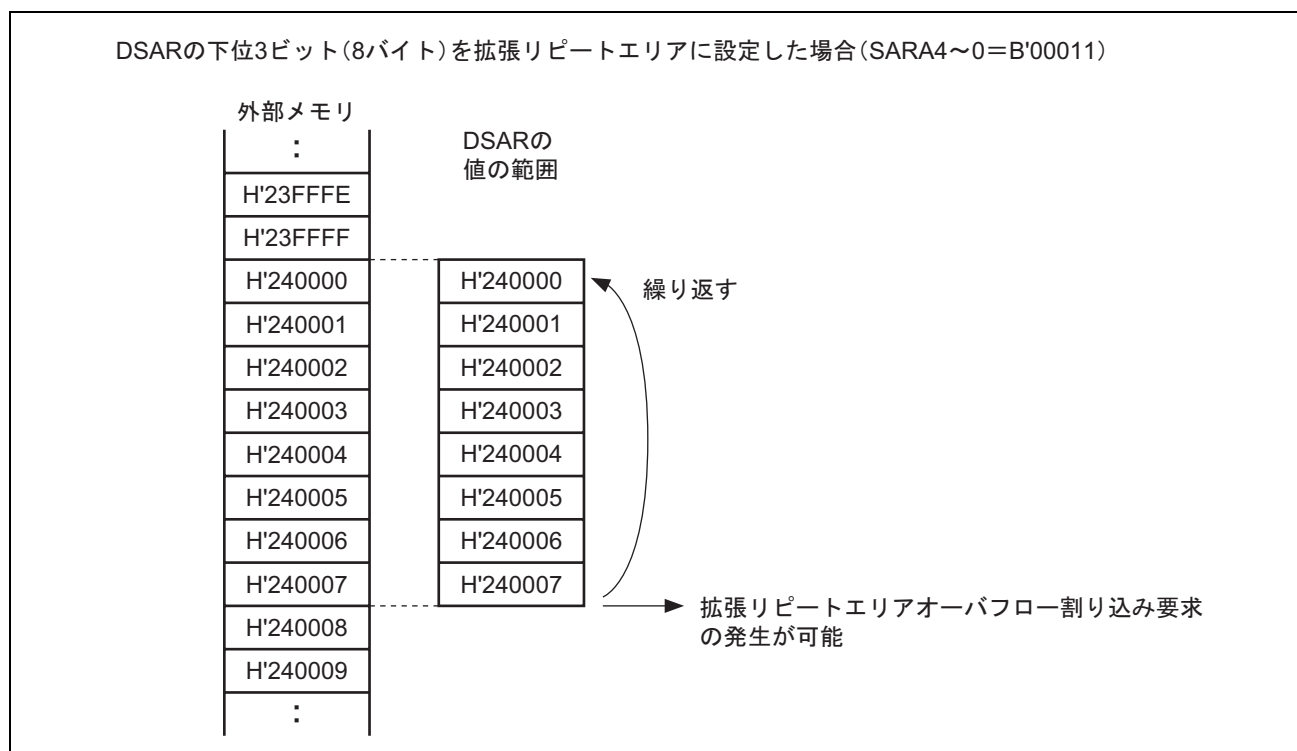 DSARの下位3ビット(8バイト)を拡張リピートエリアに設定した場合(SARA4～0＝B'00011)
外部メモリ
:
H'23FFFE
H'23FFFF
H'240000
H'240001
H'240002
H'240003
H'240004
H'240005
H'240006
H'240007
H'240008
H'240009
:
DSARの
値の範囲
H'240000
H'240001
H'240002
H'240003
H'240004
H'240005
H'240006
H'240007
繰り返す
拡張リピートエリアオーバフロー割り込み要求
の発生が可能